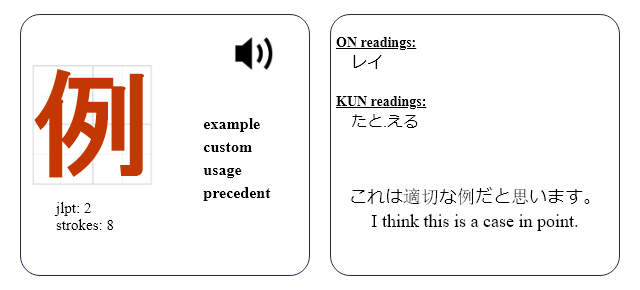 例
example
custom
usage
precedent
jlpt: 2
strokes: 8
ON readings:
レイ
KUN readings:
たと.える
これは適切な例だと思います。
I think this is a case in point.